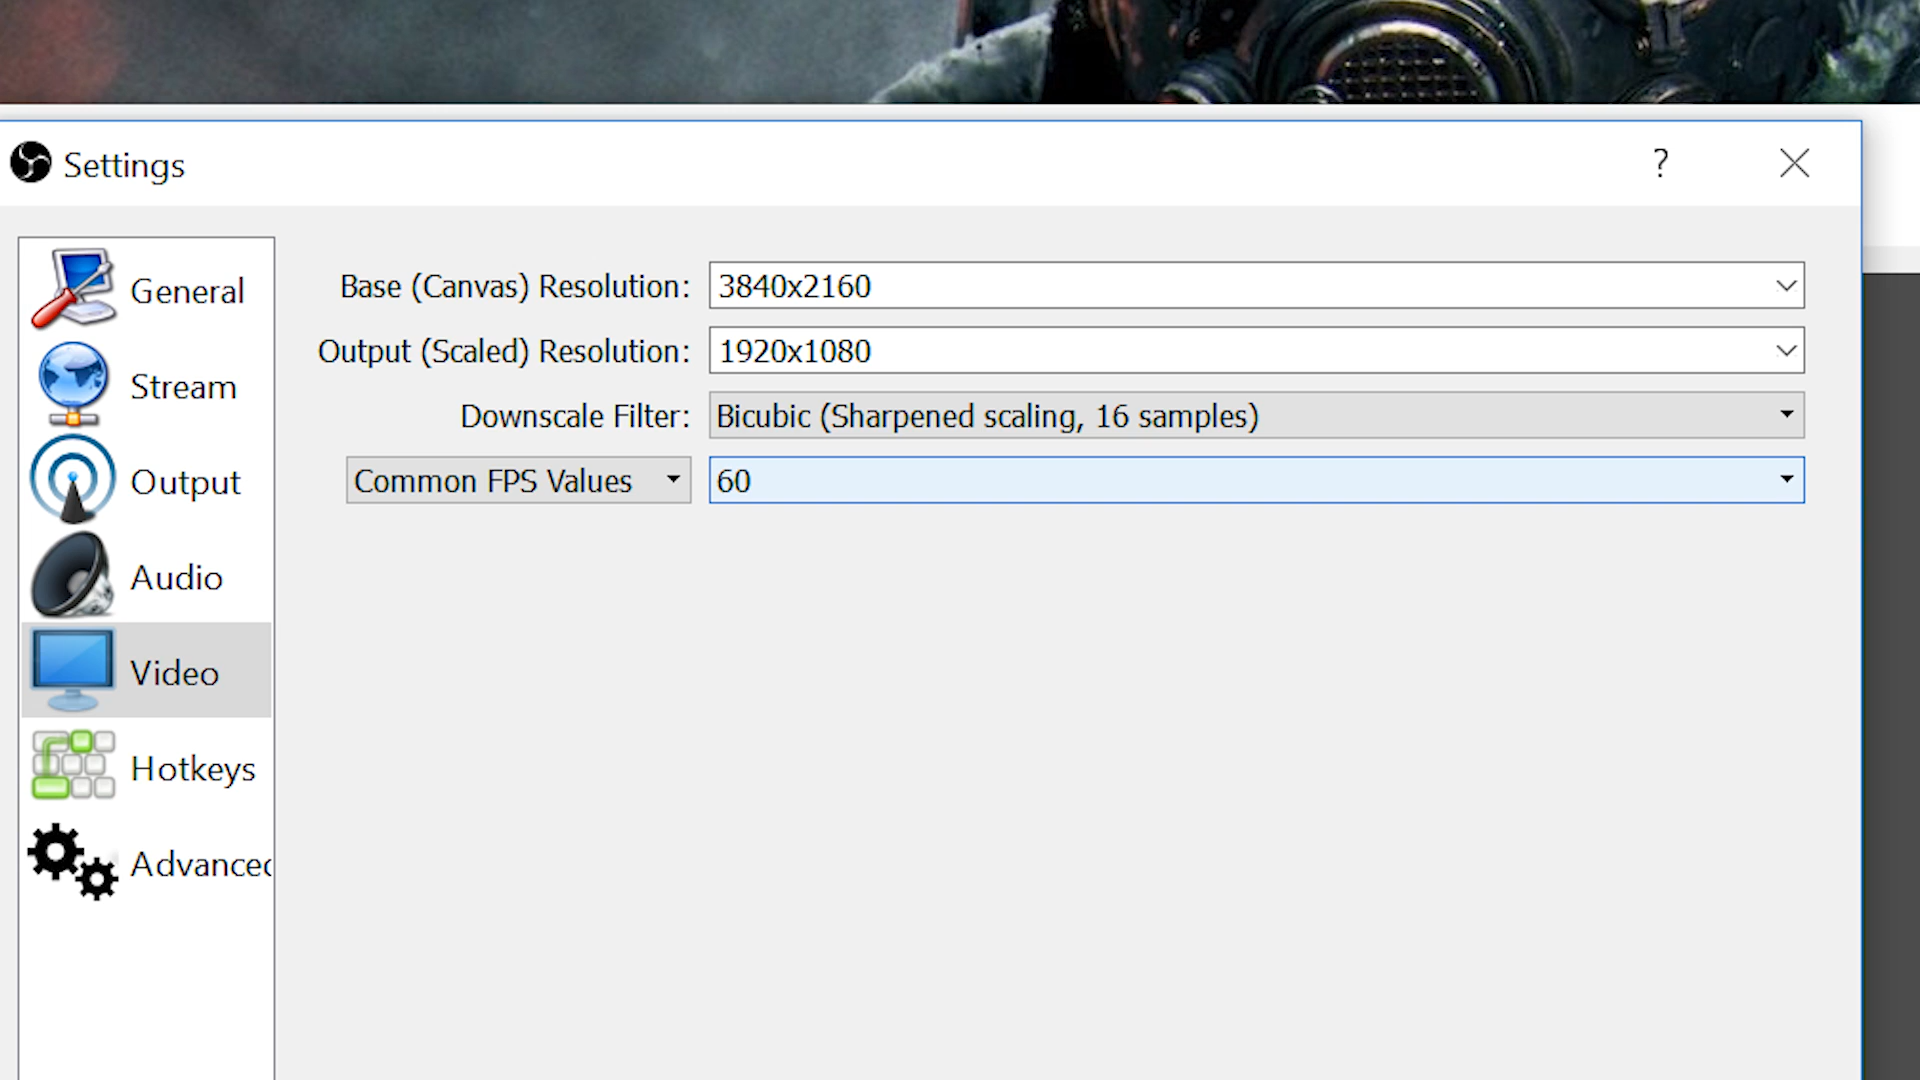 Settings
?
General
Stream
Output
Audio
Video
Hotkeys
Advanced
Base (Canvas) Resolution: 3840x2160
Output (Scaled) Resolution: 1920x1080
Downscale Filter: Bicubic (Sharpened scaling, 16 samples)
Common FPS Values 60